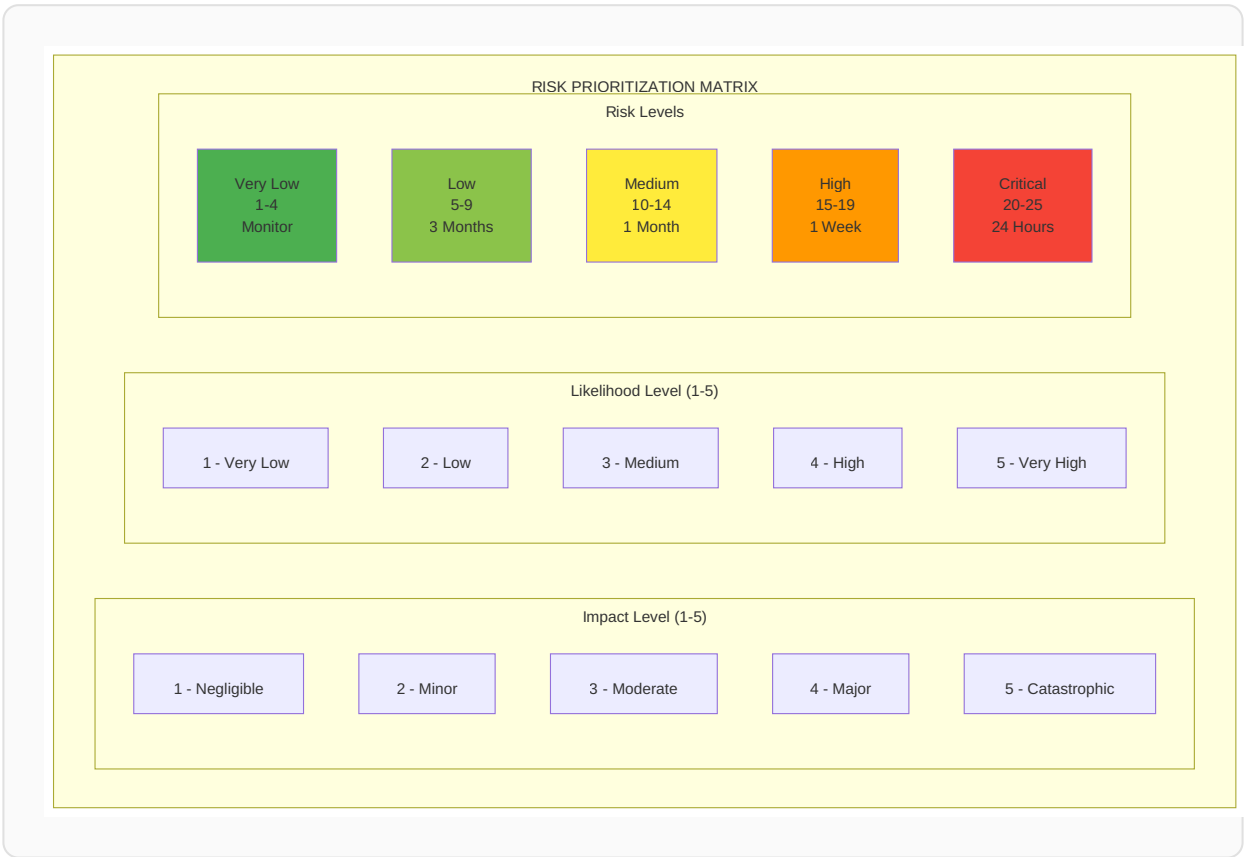 RISK PRIORITIZATION MATRIX
Risk Levels
Very Low
1-4
Monitor
Low
5-9
3 Months
Medium
10-14
1 Month
High
15-19
1 Week
Critical
20-25
24 Hours
Likelihood Level (1-5)
1 - Very Low
2 - Low
3 - Medium
4 - High
5 - Very High
Impact Level (1-5)
1 - Negligible
2 - Minor
3 - Moderate
4 - Major
5 - Catastrophic